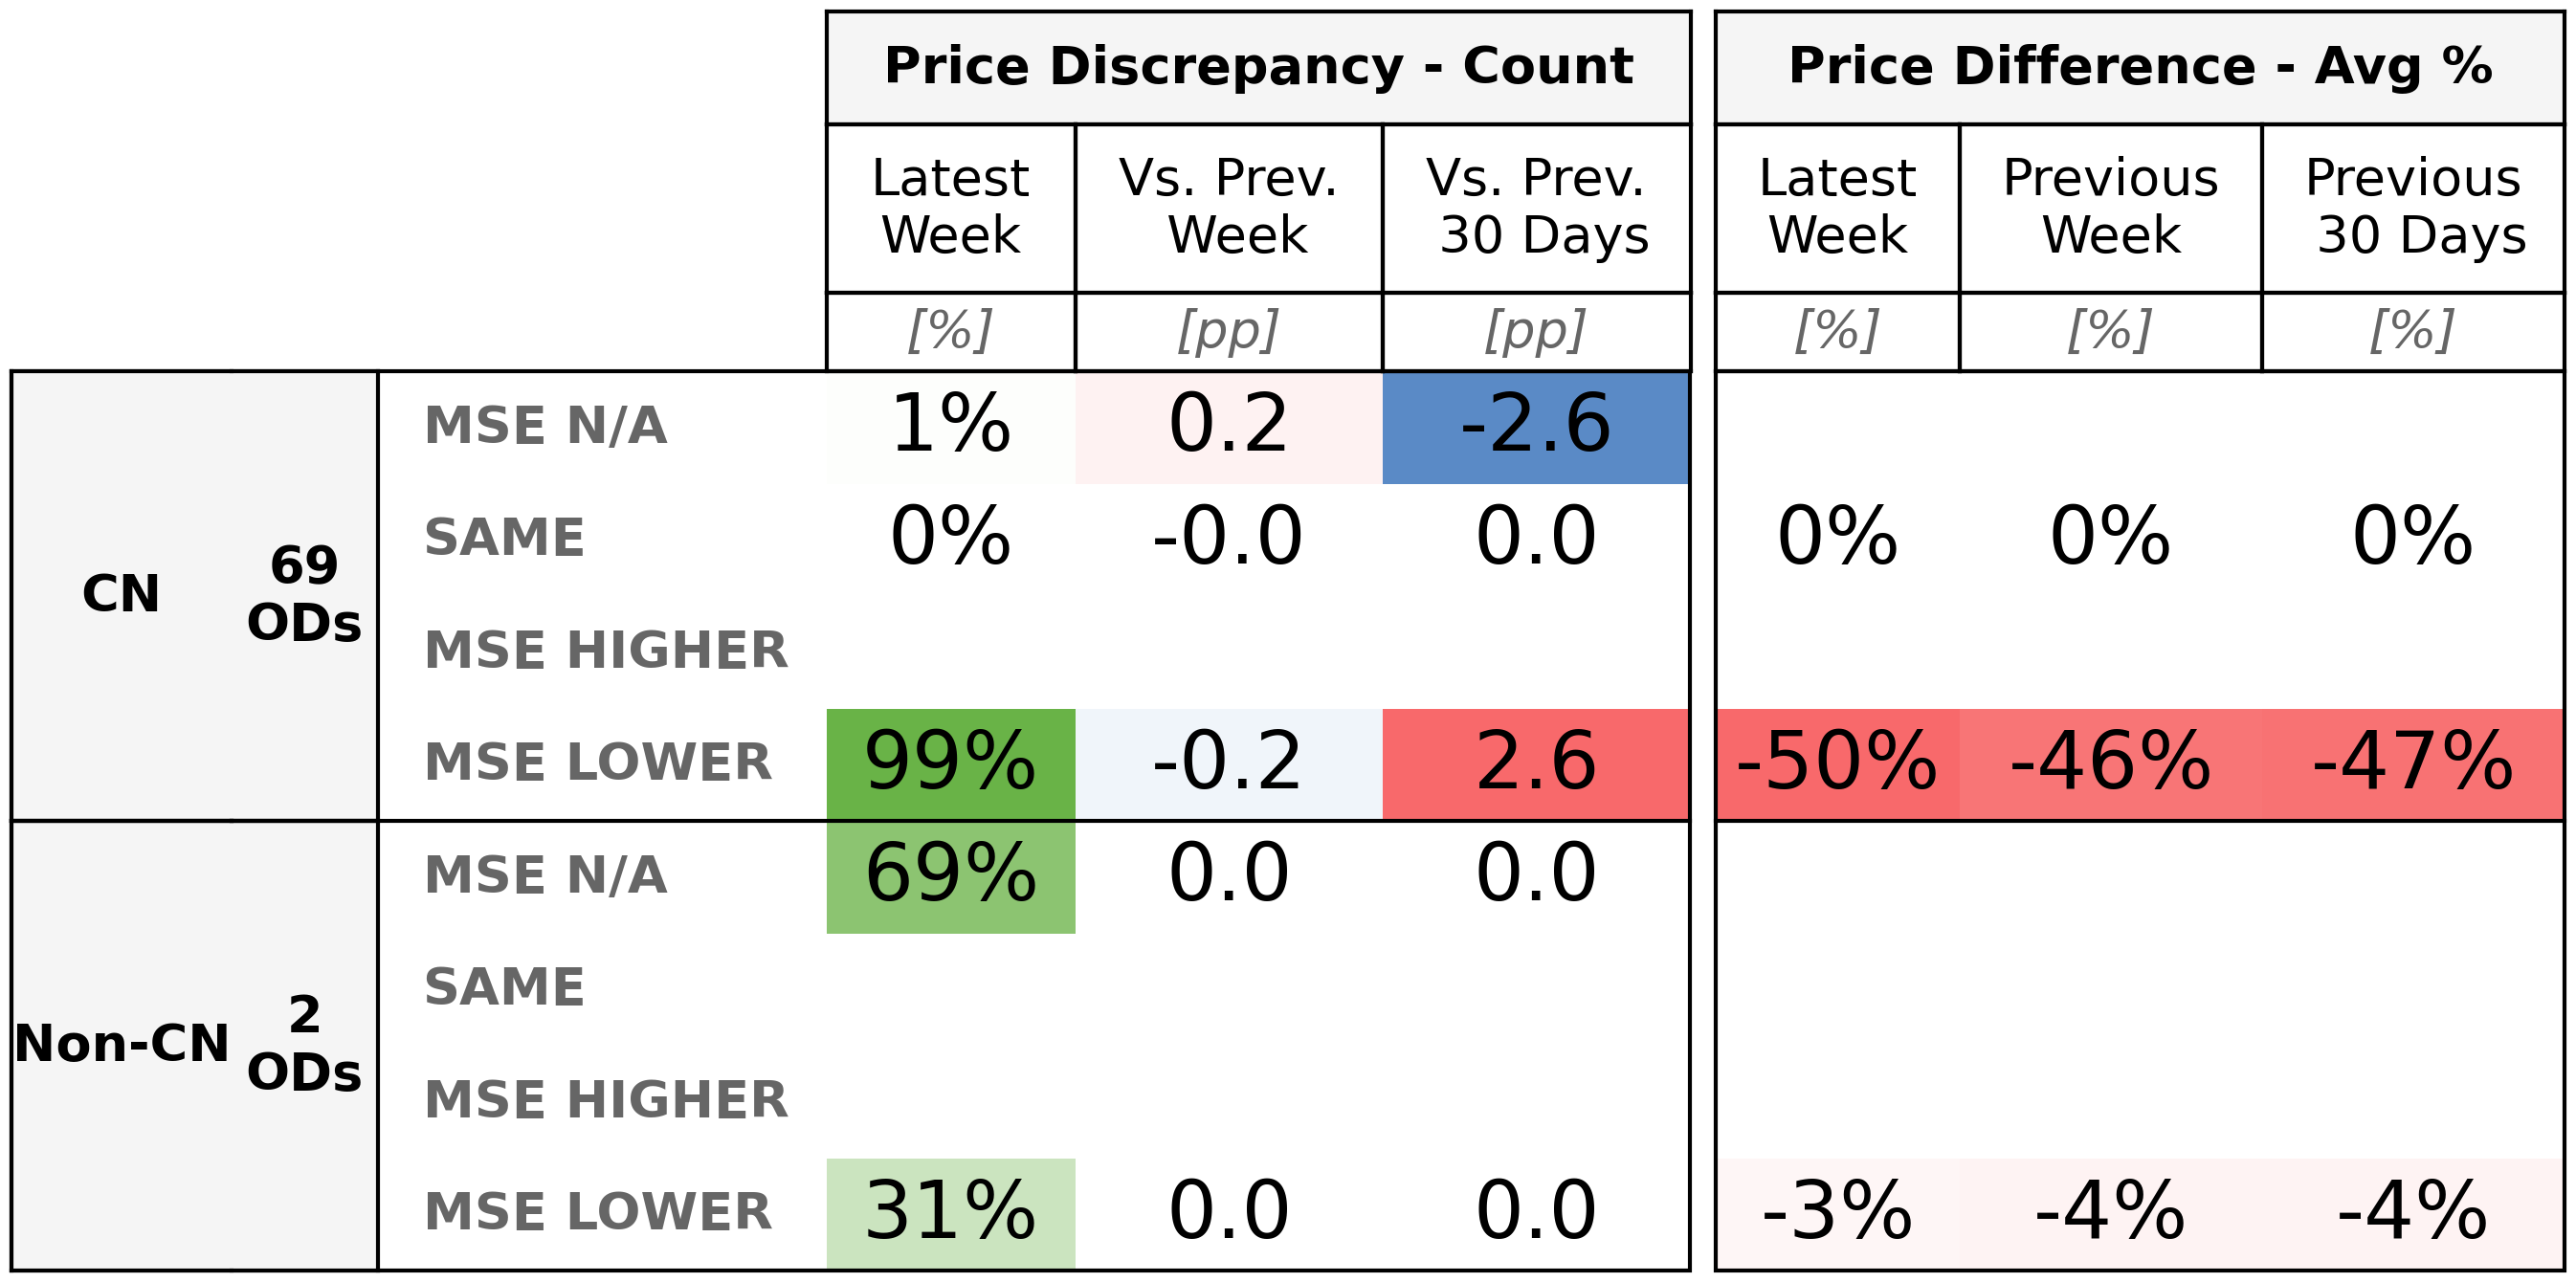 Price Discrepancy - Count
Price Difference - Avg %
Latest Week
Vs. Prev. Week
Vs. Prev. 30 Days
Latest Week
Previous Week
Previous 30 Days
[%] [pp] [pp] [%] [%] [%]
CN
69 ODs
MSE N/A 1% 0.2 -2.6
SAME 0% -0.0 0.0 0% 0% 0%
MSE HIGHER
MSE LOWER 99% -0.2 2.6 -50% -46% -47%
Non-CN
2 ODs
MSE N/A 69% 0.0 0.0
SAME
MSE HIGHER
MSE LOWER 31% 0.0 0.0 -3% -4% -4%